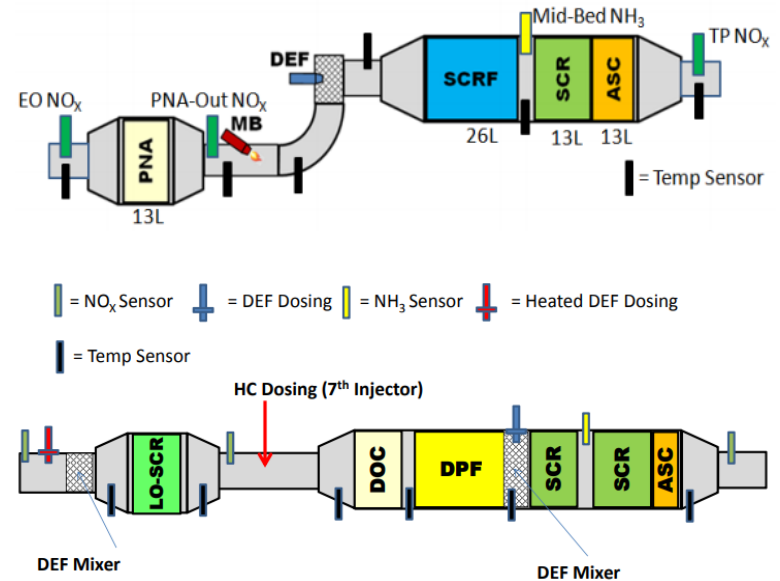 Mid-Bed NH3
TP NOX
DEF
EO NOX
PNA-Out NOX
MB
SCRF
SCR
ASC
PNA
26L
13L
13L
= Temp Sensor
13L
= NOX Sensor
= DEF Dosing
= NH3 Sensor
= Heated DEF Dosing
= Temp Sensor
HC Dosing (7th Injector)
LO-SCR
DOC
DPF
SCR
SCR
ASC
DEF Mixer
DEF Mixer